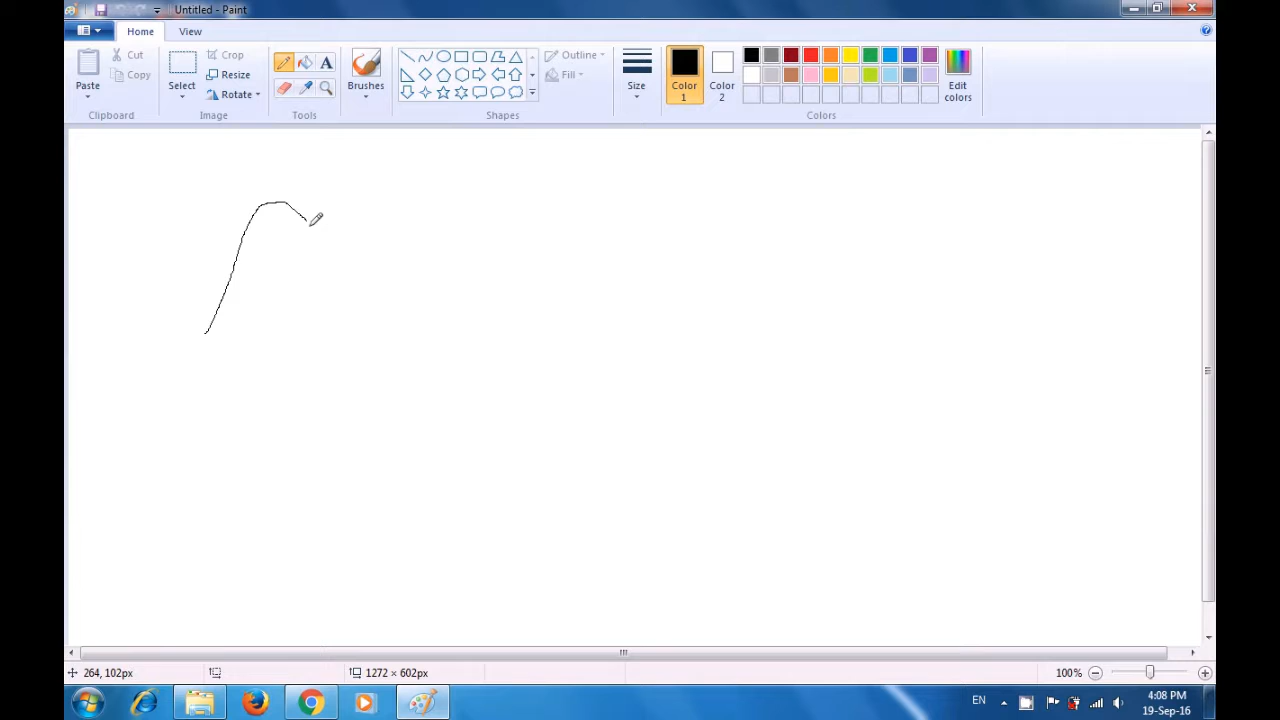 Untitled - Paint
Home View
Paste Cut Copy
Select Crop Resize Rotate
Brushes
Outline Fill
Size
Color 1 Color 2
Edit colors
Clipboard Image Tools Shapes Colors
264, 102px 1272 × 602px 100%
EN 4:08 PM
19-Sep-16